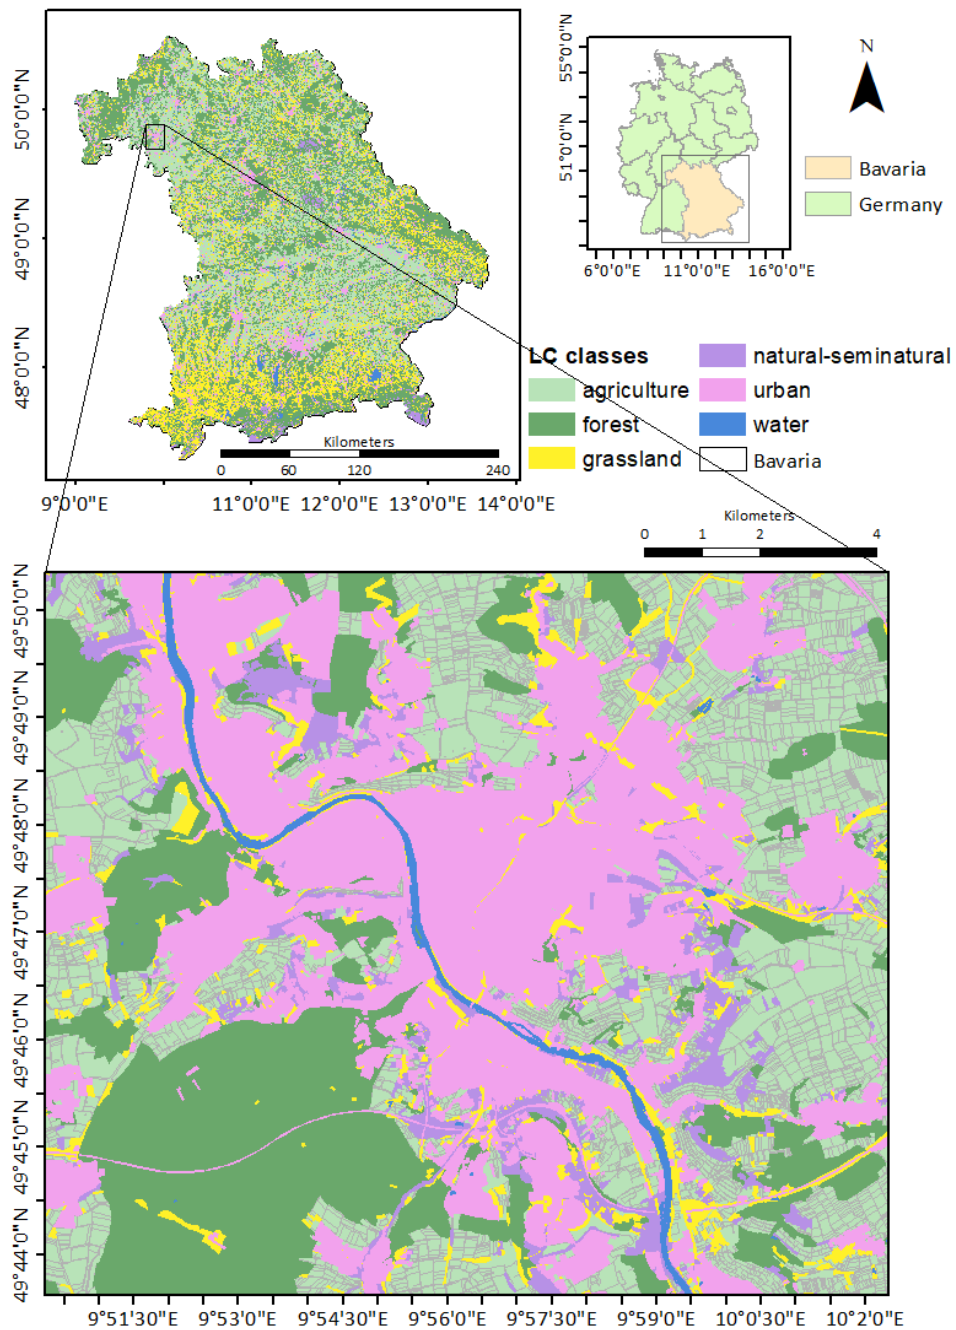 50°0'0"N
49°0'0"N
48°0'0"N
Kilometers
0 60 120 240
9°0'0"E 11°0'0"E 12°0'0"E 13°0'0"E 14°0'0"E
55°0'0"N
51°0'0"N
6°0'0"E 11°0'0"E 16°0'0"E
N
Bavaria
Germany
LC classes
agriculture
forest
grassland
natural-seminatural
urban
water
Bavaria
Kilometers
0 1 2 4
49°50'0"N
49°49'0"N
49°48'0"N
49°47'0"N
49°46'0"N
49°45'0"N
49°44'0"N
9°51'30"E 9°53'0"E 9°54'30"E 9°56'0"E 9°57'30"E 9°59'0"E 10°0'30"E 10°2'0"E